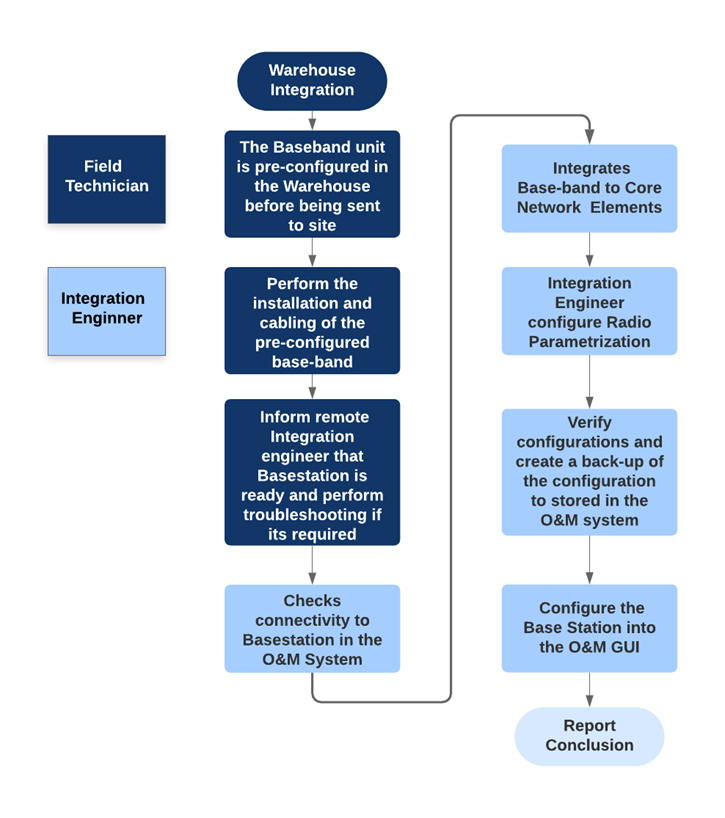 Warehouse
Integration
Field
Technician
Integration
Enginner
The Baseband unit
is pre-configured in
the Warehouse
before being sent
to site
Perform the
installation and
cabling of the
pre-configured
base-band
Inform remote
Integration
engineer that
Basestation is
ready and perform
troubleshooting if
its required
Checks
connectivity to
Basestation in the
O&M System
Integrates
Base-band to Core
Network Elements
Integration
Engineer
configure Radio
Parametrization
Verify
configurations and
create a back-up of
the configuration
to stored in the
O&M system
Configure the
Base Station into
the O&M GUI
Report
Conclusion